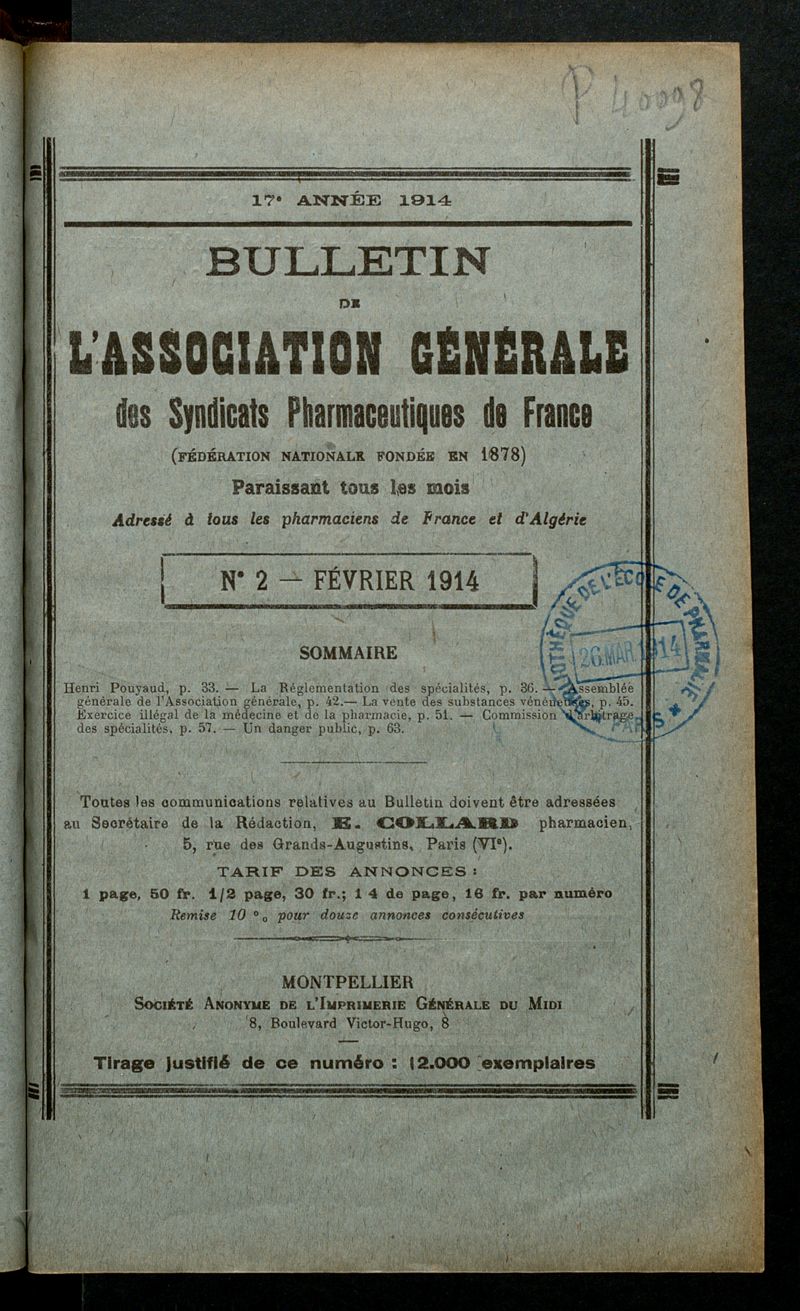 P 40098
17e ANNÉE 1914
BULLETIN
DE
L'ASSOCIATION GÉNÉRALE
des Syndicats Pharmaceutiques de France
(FÉDÉRATION NATIONALE FONDÉE EN 1878)
Paraissant tous les mois
Adressé à tous les pharmaciens de France et d'Algérie
N° 2 — FÉVRIER 1914
SOMMAIRE
Henri Pouyaud, p. 33. — La Réglementation des spécialités, p. 36. — Assemblée
générale de l'Association générale, p. 42.— La vente des substances vénéneuses, p. 45.
Exercice illégal de la médecine et de la pharmacie, p. 51. — Commission d'arbitrage
des spécialités, p. 57. — Un danger public, p. 63.
BIBLIOTHÈQUE DE L'ÉCOLE DE PHARMACIE
26 MAR 1914
PARIS
Toutes les communications relatives au Bulletin doivent être adressées
au Secrétaire de la Rédaction, E. COLLARD pharmacien,
5, rue des Grands-Augustins, Paris (VIe).
TARIF DES ANNONCES :
1 page, 50 fr. 1/2 page, 30 fr.; 1 4 de page, 16 fr. par numéro
Remise 10 °o pour douze annonces consécutives
MONTPELLIER
SOCIÉTÉ ANONYME DE L'IMPRIMERIE GÉNÉRALE DU MIDI
8, Boulevard Victor-Hugo, 8
Tirage justifié de ce numéro : 12.000 exemplaires